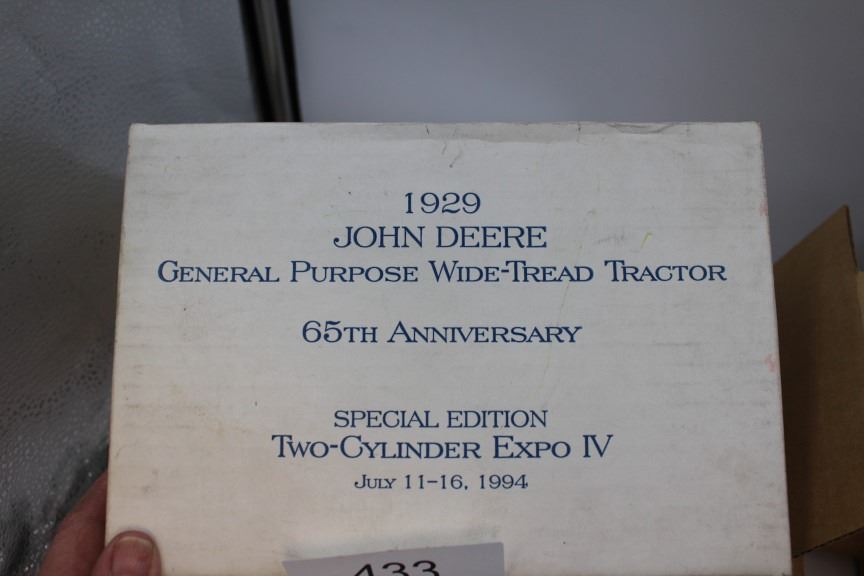 1929
JOHN DEERE
GENERAL PURPOSE WIDE-TREAD TRACTOR
65TH ANNIVERSARY
SPECIAL EDITION
TWO-CYLINDER EXPO IV
JULY 11-16, 1994
433